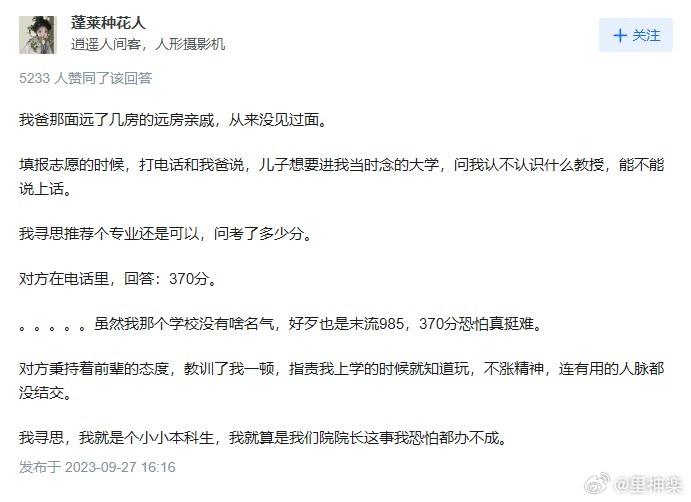 蓬莱种花人
逍遥人间客，人形摄影机
＋关注
5233 人赞同了该回答
我爸那面远了几房的远房亲戚，从来没见过面。
填报志愿的时候，打电话和我爸说，儿子想要进我当时念的大学，问我认不认识什么教授，能不能
说上话。
我寻思推荐个专业还是可以，问考了多少分。
对方在电话里，回答：370分。
。。。。。虽然我那个学校没有啥名气，好歹也是末流985，370分恐怕真挺难。
对方秉持着前辈的态度，教训了我一顿，指责我上学的时候就知道玩，不涨精神，连有用的人脉都
没结交。
我寻思，我就是个小小本科生，我就算是我们院院长这事我恐怕都办不成。
发布于 2023-09-27 16:16
@里神楽